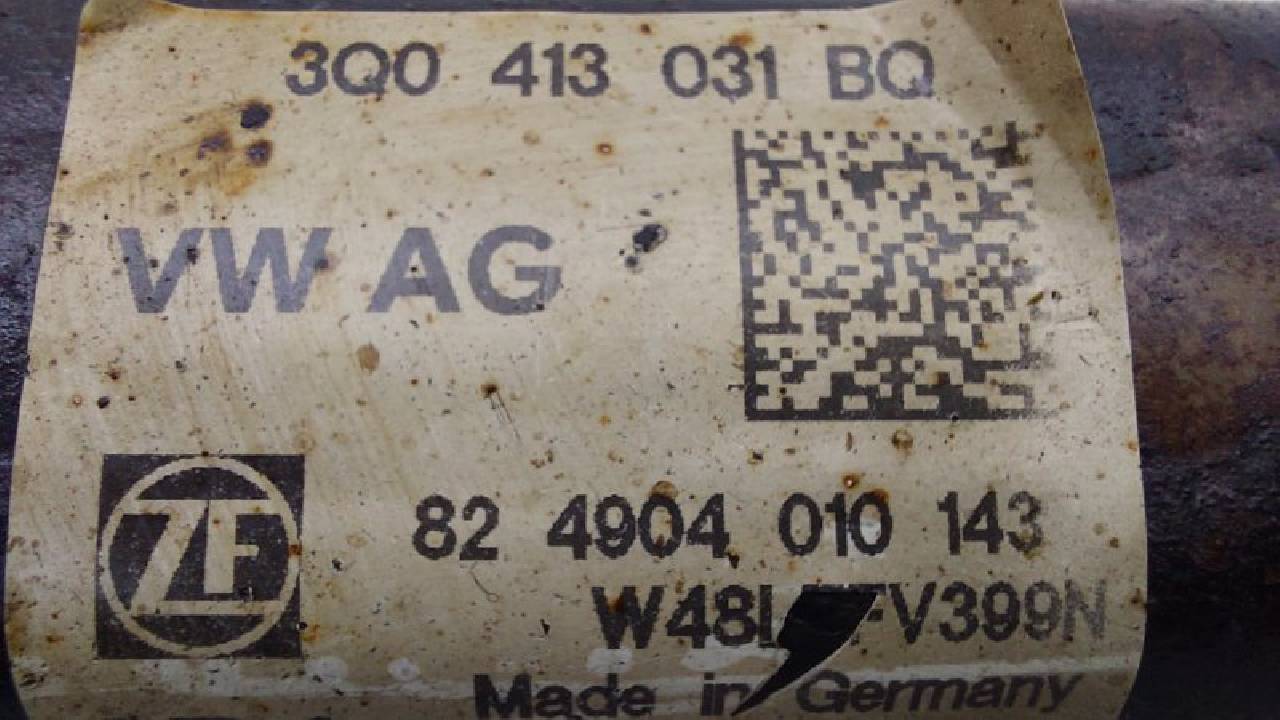 3Q0 413 031 BQ
VW AG
ZF
82 4904 010 143
Made in Germany